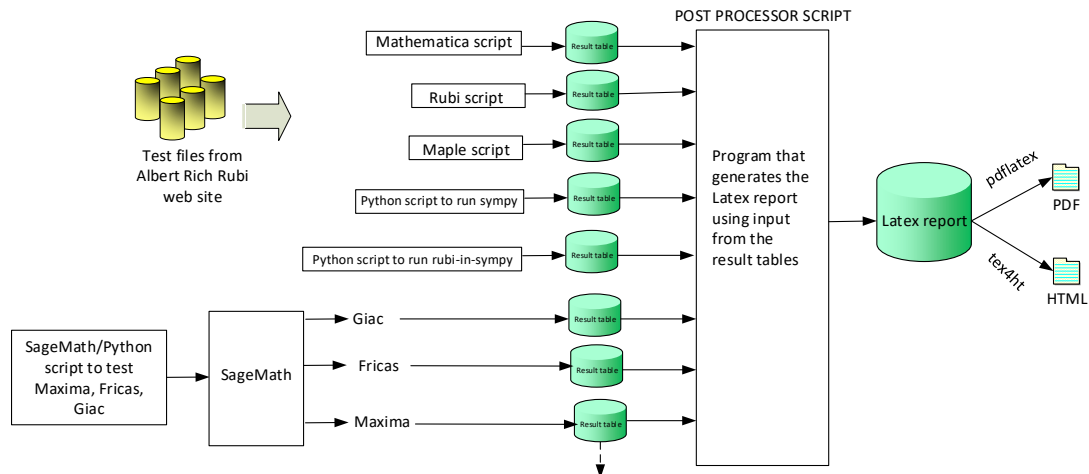 POST PROCESSOR SCRIPT
Mathematica script
Result table
Rubi script
Result table
Maple script
Result table
Python script to run sympy
Result table
Python script to run rubi-in-sympy
Result table
Test files from
Albert Rich Rubi
web site
Program that
generates the
Latex report
using input
from the
result tables
Latex report
pdflatex
PDF
tex4ht
HTML
SageMath/Python
script to test
Maxima, Fricas,
Giac
SageMath
Giac
Result table
Fricas
Result table
Maxima
Result table